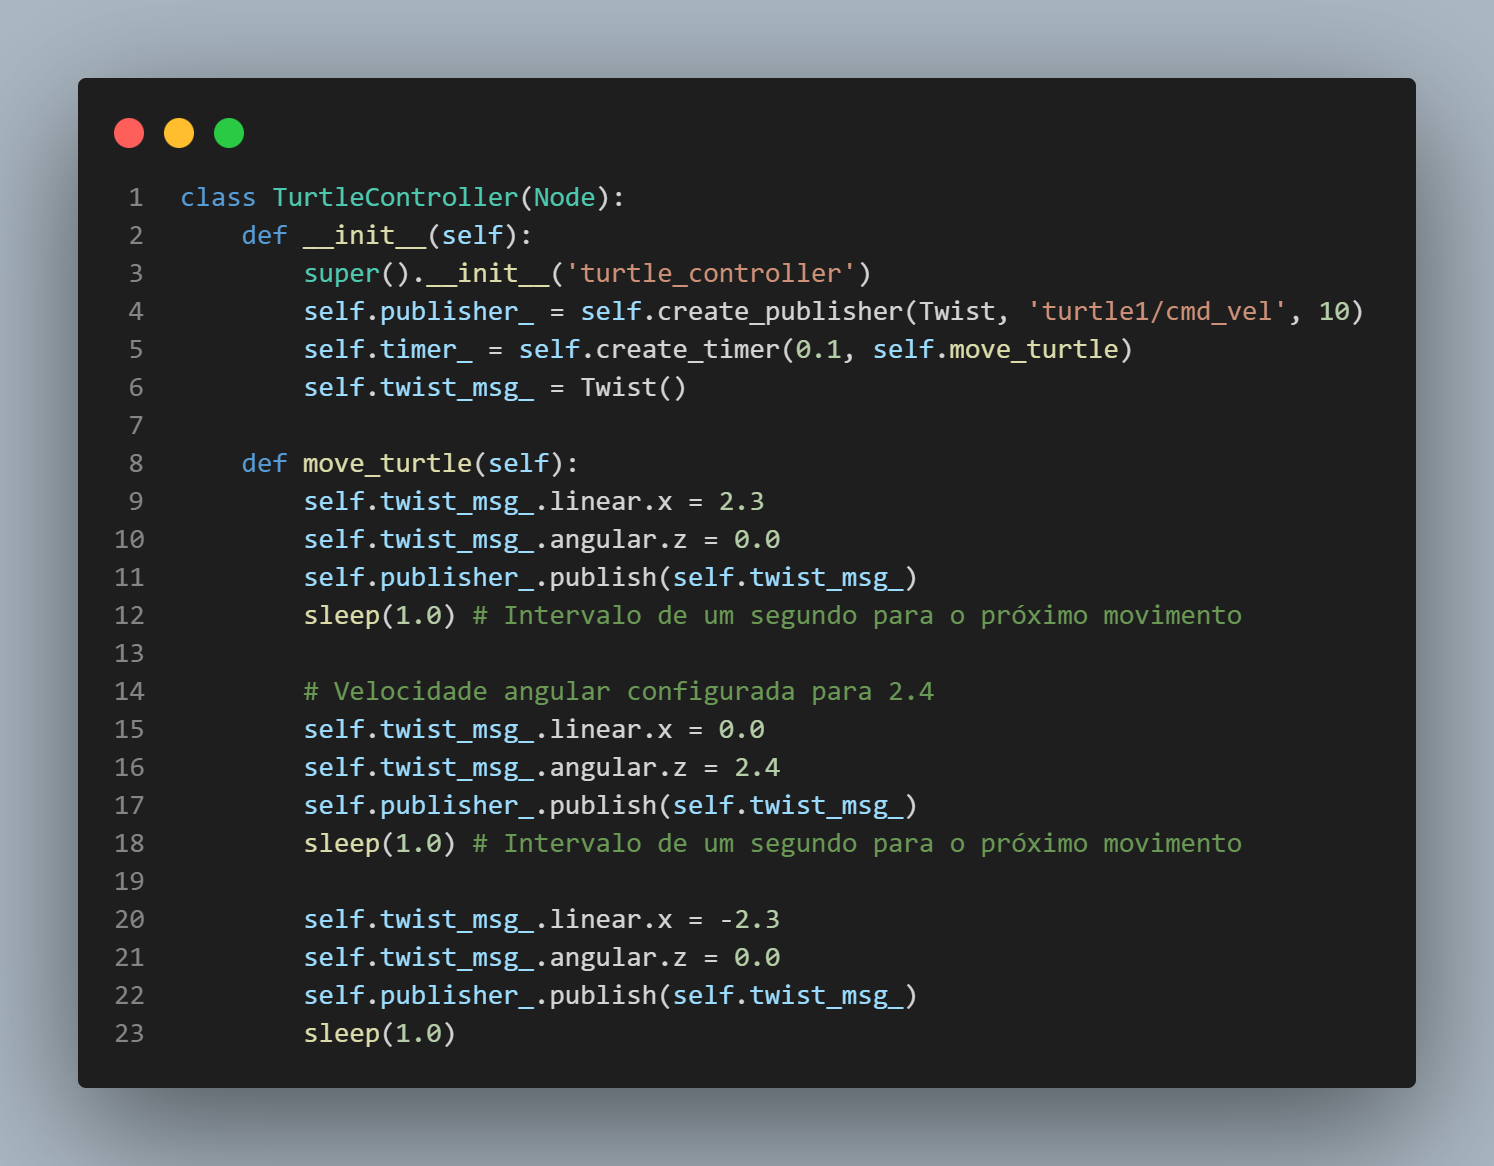 1 class TurtleController(Node):
2     def __init__(self):
3         super().__init__('turtle_controller')
4         self.publisher_ = self.create_publisher(Twist, 'turtle1/cmd_vel', 10)
5         self.timer_ = self.create_timer(0.1, self.move_turtle)
6         self.twist_msg_ = Twist()
7
8     def move_turtle(self):
9         self.twist_msg_.linear.x = 2.3
10         self.twist_msg_.angular.z = 0.0
11         self.publisher_.publish(self.twist_msg_)
12         sleep(1.0) # Intervalo de um segundo para o próximo movimento
13
14         # Velocidade angular configurada para 2.4
15         self.twist_msg_.linear.x = 0.0
16         self.twist_msg_.angular.z = 2.4
17         self.publisher_.publish(self.twist_msg_)
18         sleep(1.0) # Intervalo de um segundo para o próximo movimento
19
20         self.twist_msg_.linear.x = -2.3
21         self.twist_msg_.angular.z = 0.0
22         self.publisher_.publish(self.twist_msg_)
23         sleep(1.0)